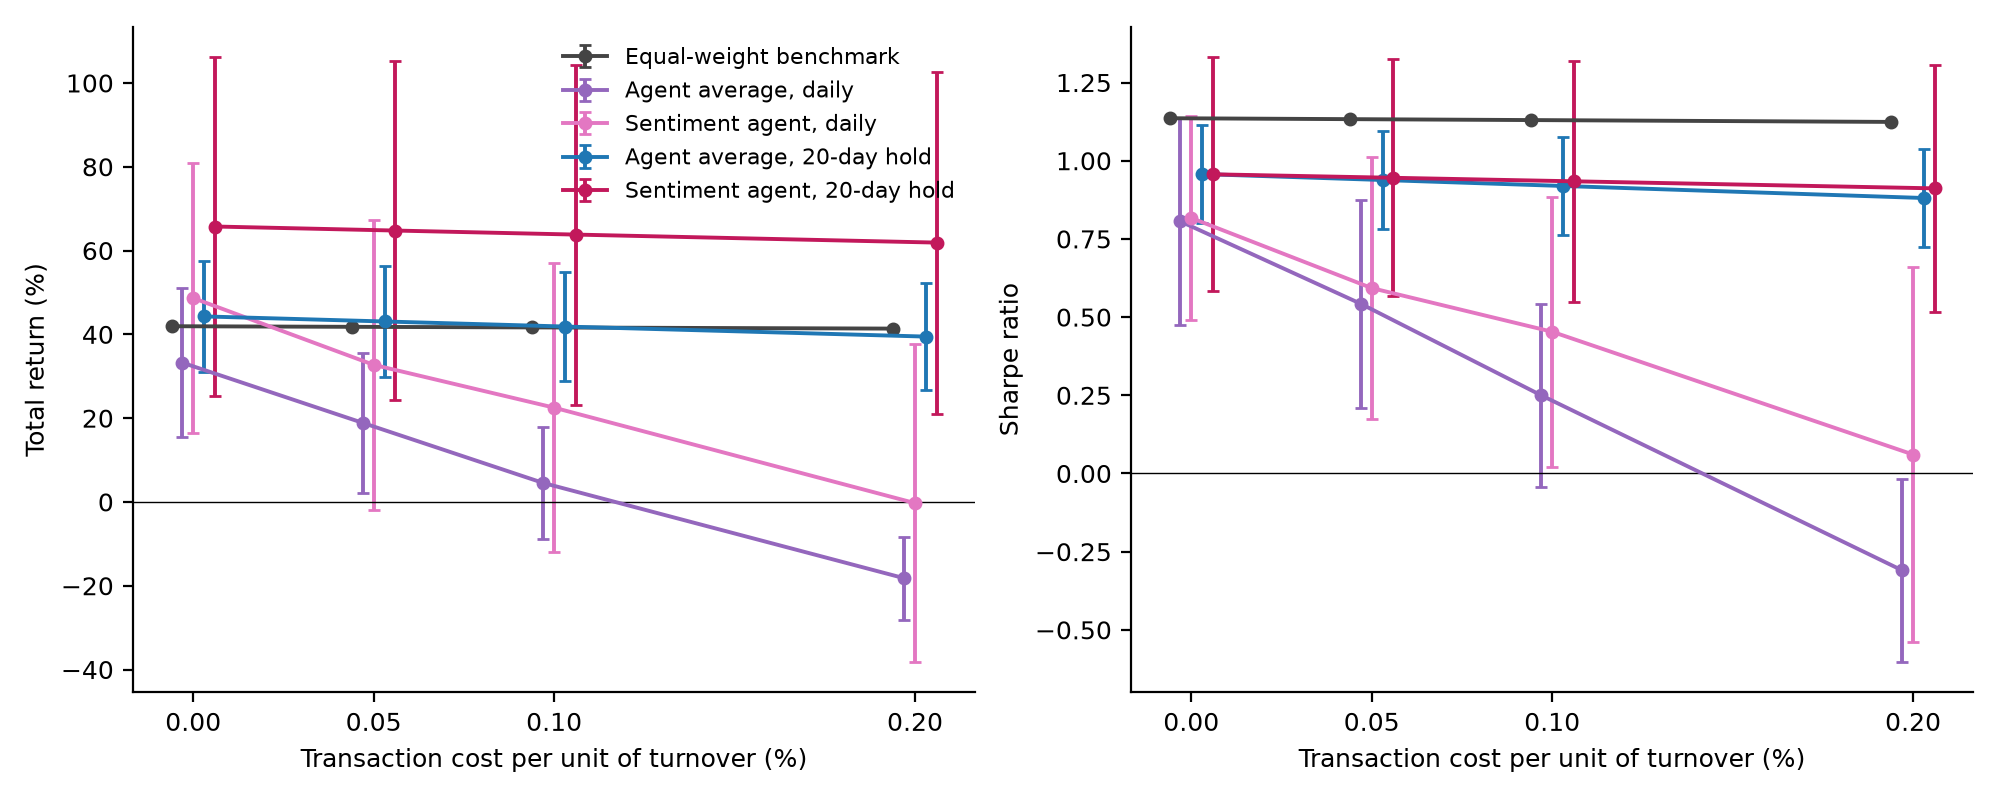 Equal-weight benchmark
Agent average, daily
Sentiment agent, daily
Agent average, 20-day hold
Sentiment agent, 20-day hold
Total return (%)
100
80
60
40
20
0
−20
−40
0.00 0.05 0.10 0.20
Transaction cost per unit of turnover (%)
Sharpe ratio
1.25
1.00
0.75
0.50
0.25
0.00
−0.25
−0.50
0.00 0.05 0.10 0.20
Transaction cost per unit of turnover (%)